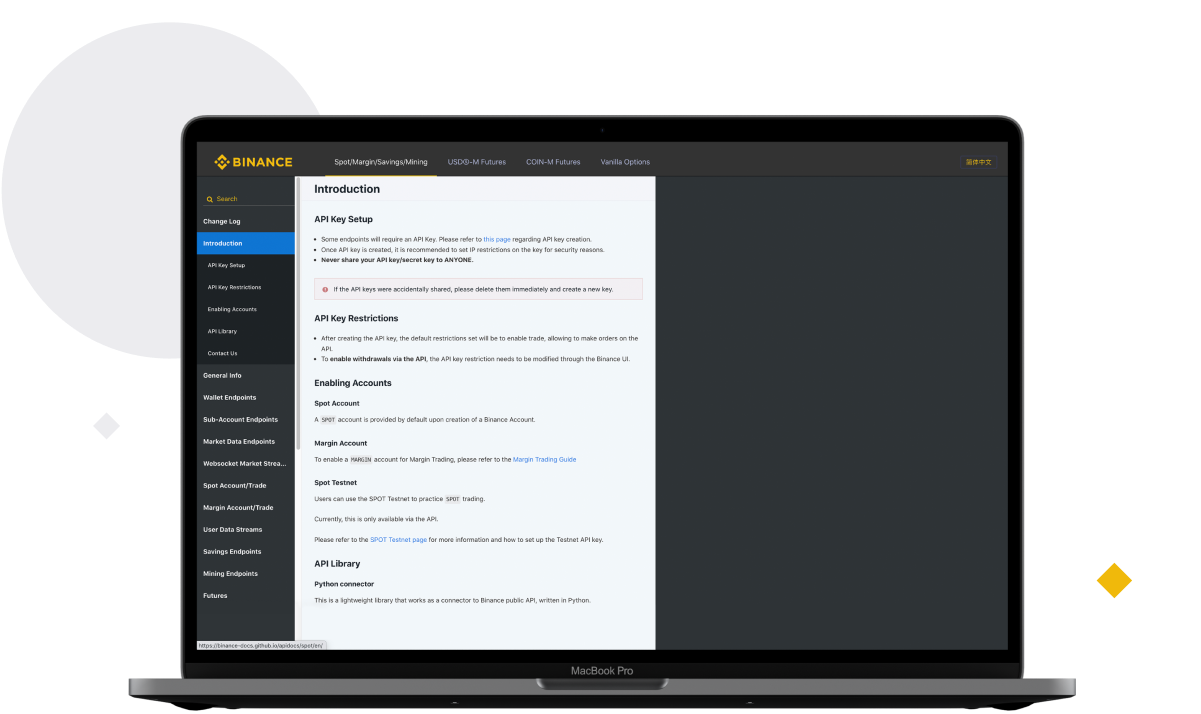 BINANCE
Spot/Margin/Savings/Mining
USDⓈ-M Futures
COIN-M Futures
Vanilla Options
简体中文
Search
Change Log
Introduction
API Key Setup
API Key Restrictions
Enabling Accounts
API Library
Contact Us
General Info
Wallet Endpoints
Sub-Account Endpoints
Market Data Endpoints
Websocket Market Strea...
Spot Account/Trade
Margin Account/Trade
User Data Streams
Savings Endpoints
Mining Endpoints
Futures
https://binance-docs.github.io/apidocs/spot/en/
Introduction
API Key Setup
Some endpoints will require an API Key. Please refer to this page regarding API key creation.
Once API key is created, it is recommended to set IP restrictions on the key for security reasons.
Never share your API key/secret key to ANYONE.
If the API keys were accidentally shared, please delete them immediately and create a new key.
API Key Restrictions
After creating the API key, the default restrictions set will be to enable trade, allowing to make orders on the
API.
To enable withdrawals via the API, the API key restriction needs to be modified through the Binance UI.
Enabling Accounts
Spot Account
A SPOT account is provided by default upon creation of a Binance Account.
Margin Account
To enable a MARGIN account for Margin Trading, please refer to the Margin Trading Guide
Spot Testnet
Users can use the SPOT Testnet to practice SPOT trading.
Currently, this is only available via the API.
Please refer to the SPOT Testnet page for more information and how to set up the Testnet API key.
API Library
Python connector
This is a lightweight library that works as a connector to Binance public API, written in Python.
MacBook Pro